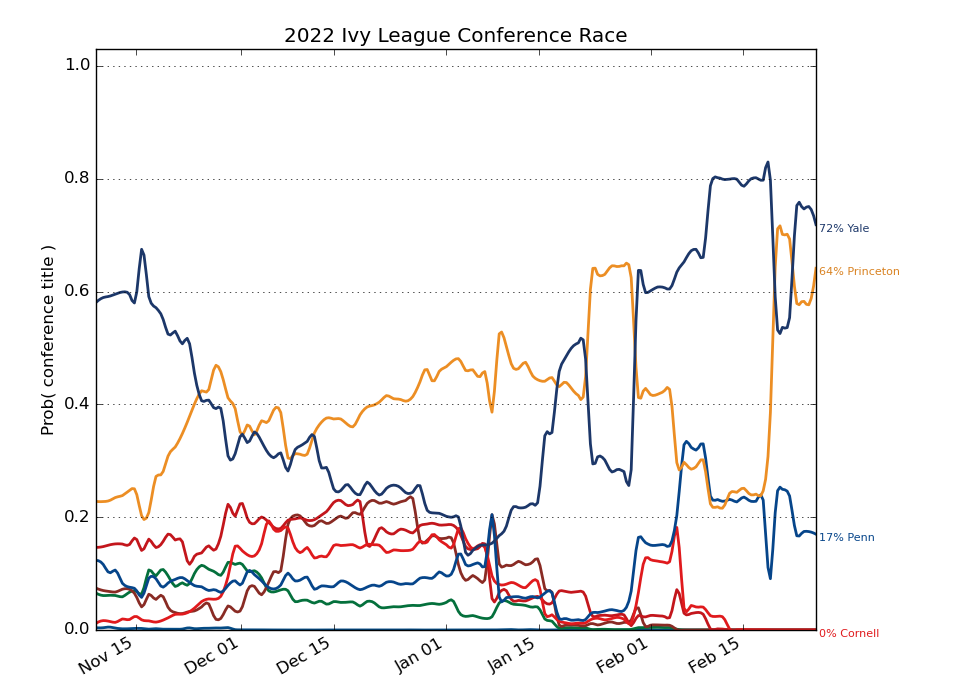 2022 Ivy League Conference Race
Prob( conference title )
1.0
0.8
0.6
0.4
0.2
0.0
Nov 15
Dec 01
Dec 15
Jan 01
Jan 15
Feb 01
Feb 15
72% Yale
64% Princeton
17% Penn
0% Cornell